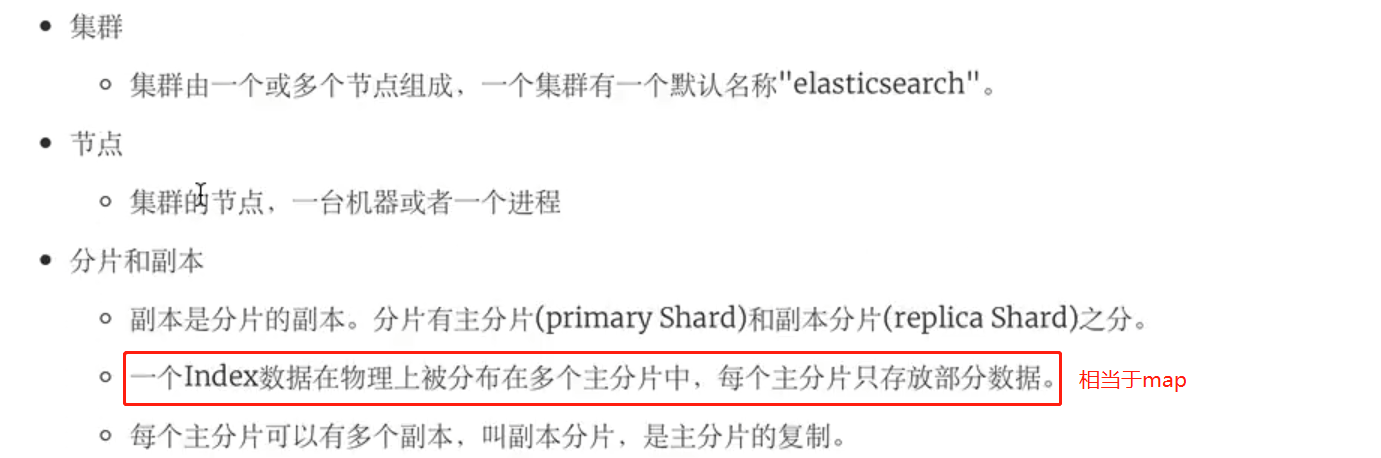 集群
集群由一个或多个节点组成，一个集群有一个默认名称"elasticsearch"。
节点
集群的节点，一台机器或者一个进程
分片和副本
副本是分片的副本。分片有主分片(primary Shard)和副本分片(replica Shard)之分。
一个Index数据在物理上被分布在多个主分片中，每个主分片只存放部分数据。 相当于map
每个主分片可以有多个副本，叫副本分片，是主分片的复制。